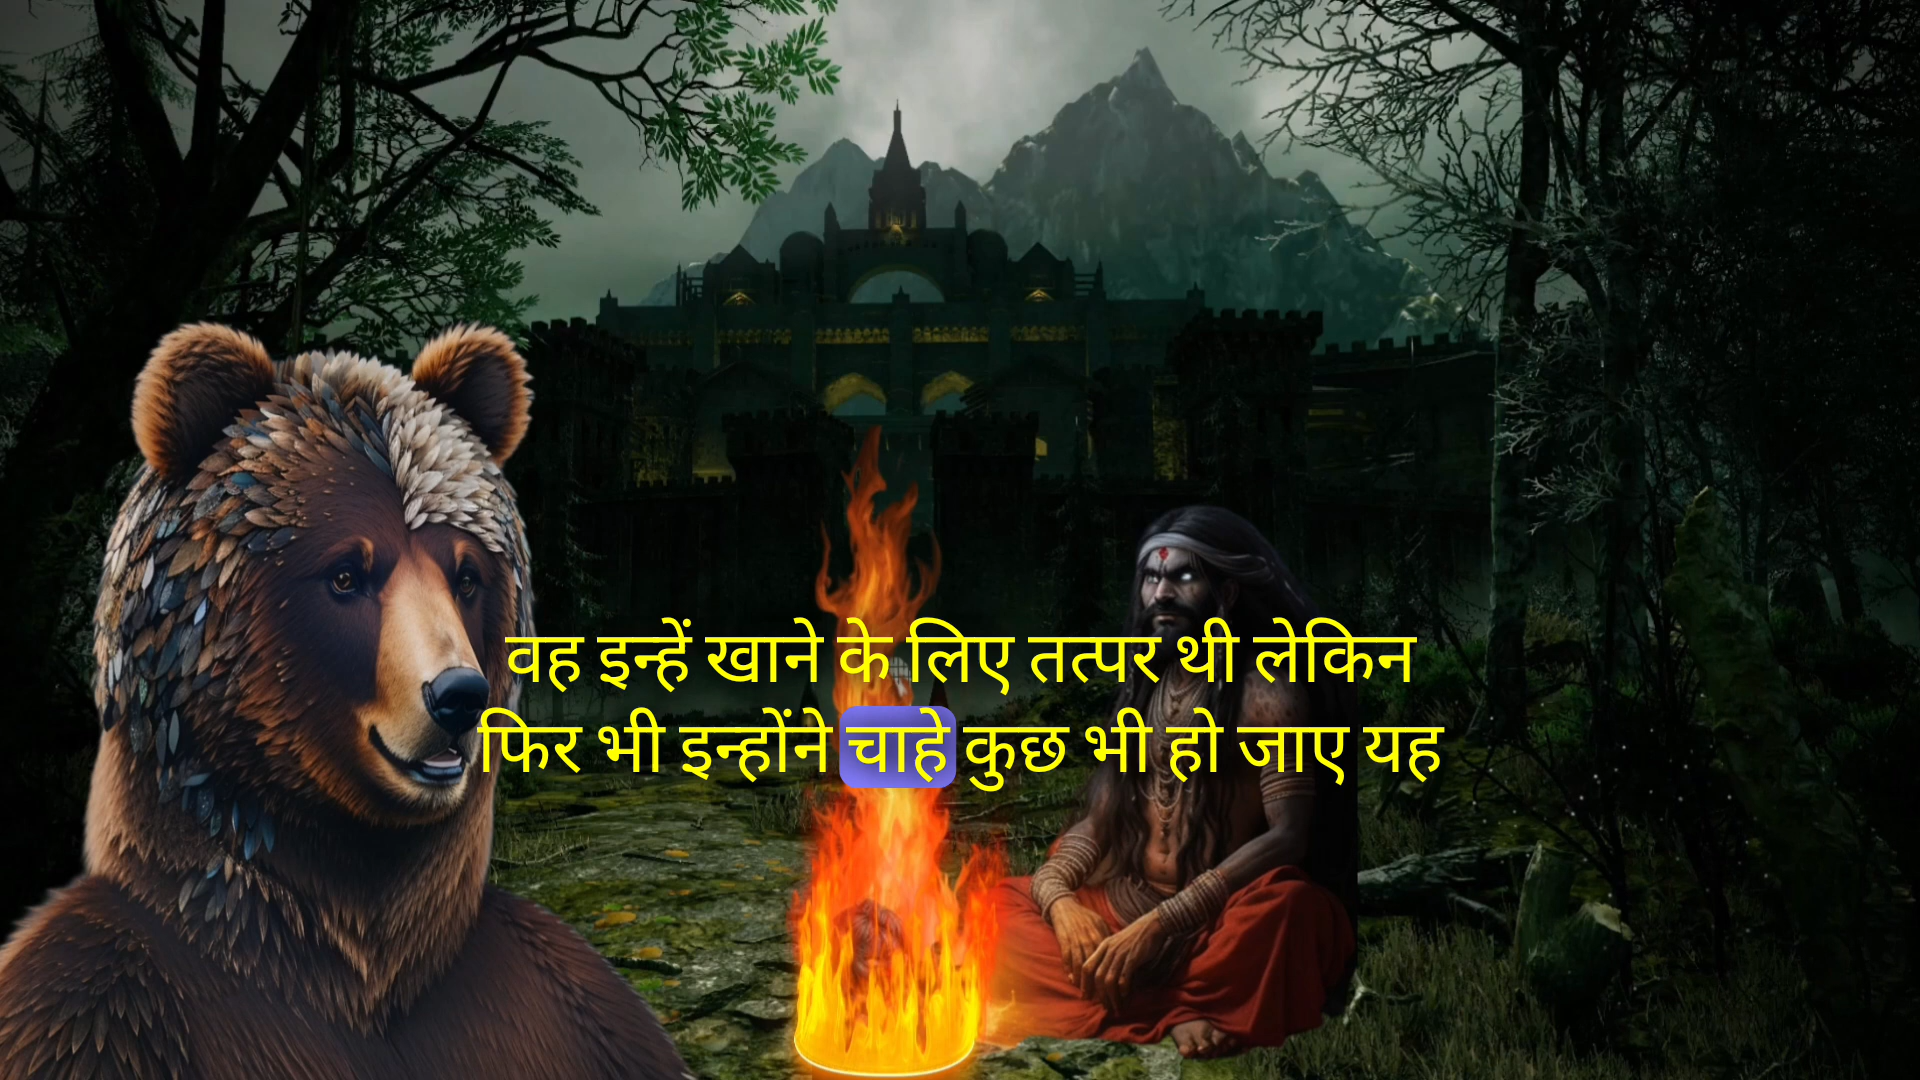 वह इन्हें खाने के लिए तत्पर थी लेकिन
फिर भी इन्होंने चाहे कुछ भी हो जाए यह